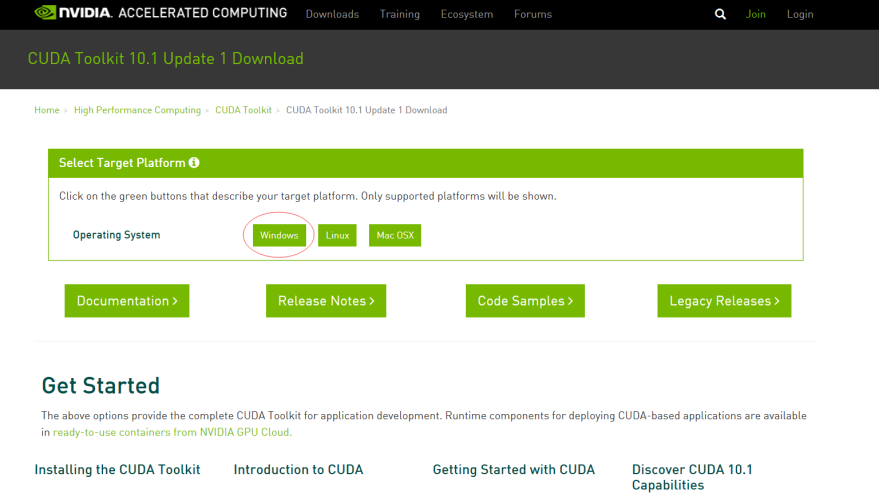 NVIDIA. ACCELERATED COMPUTING Downloads Training Ecosystem Forums Join Login
CUDA Toolkit 10.1 Update 1 Download
Home > High Performance Computing > CUDA Toolkit > CUDA Toolkit 10.1 Update 1 Download
Select Target Platform
Click on the green buttons that describe your target platform. Only supported platforms will be shown.
Operating System Windows Linux Mac OSX
Documentation > Release Notes > Code Samples > Legacy Releases >
Get Started
The above options provide the complete CUDA Toolkit for application development. Runtime components for deploying CUDA-based applications are available
in ready-to-use containers from NVIDIA GPU Cloud.
Installing the CUDA Toolkit Introduction to CUDA Getting Started with CUDA Discover CUDA 10.1
Capabilities